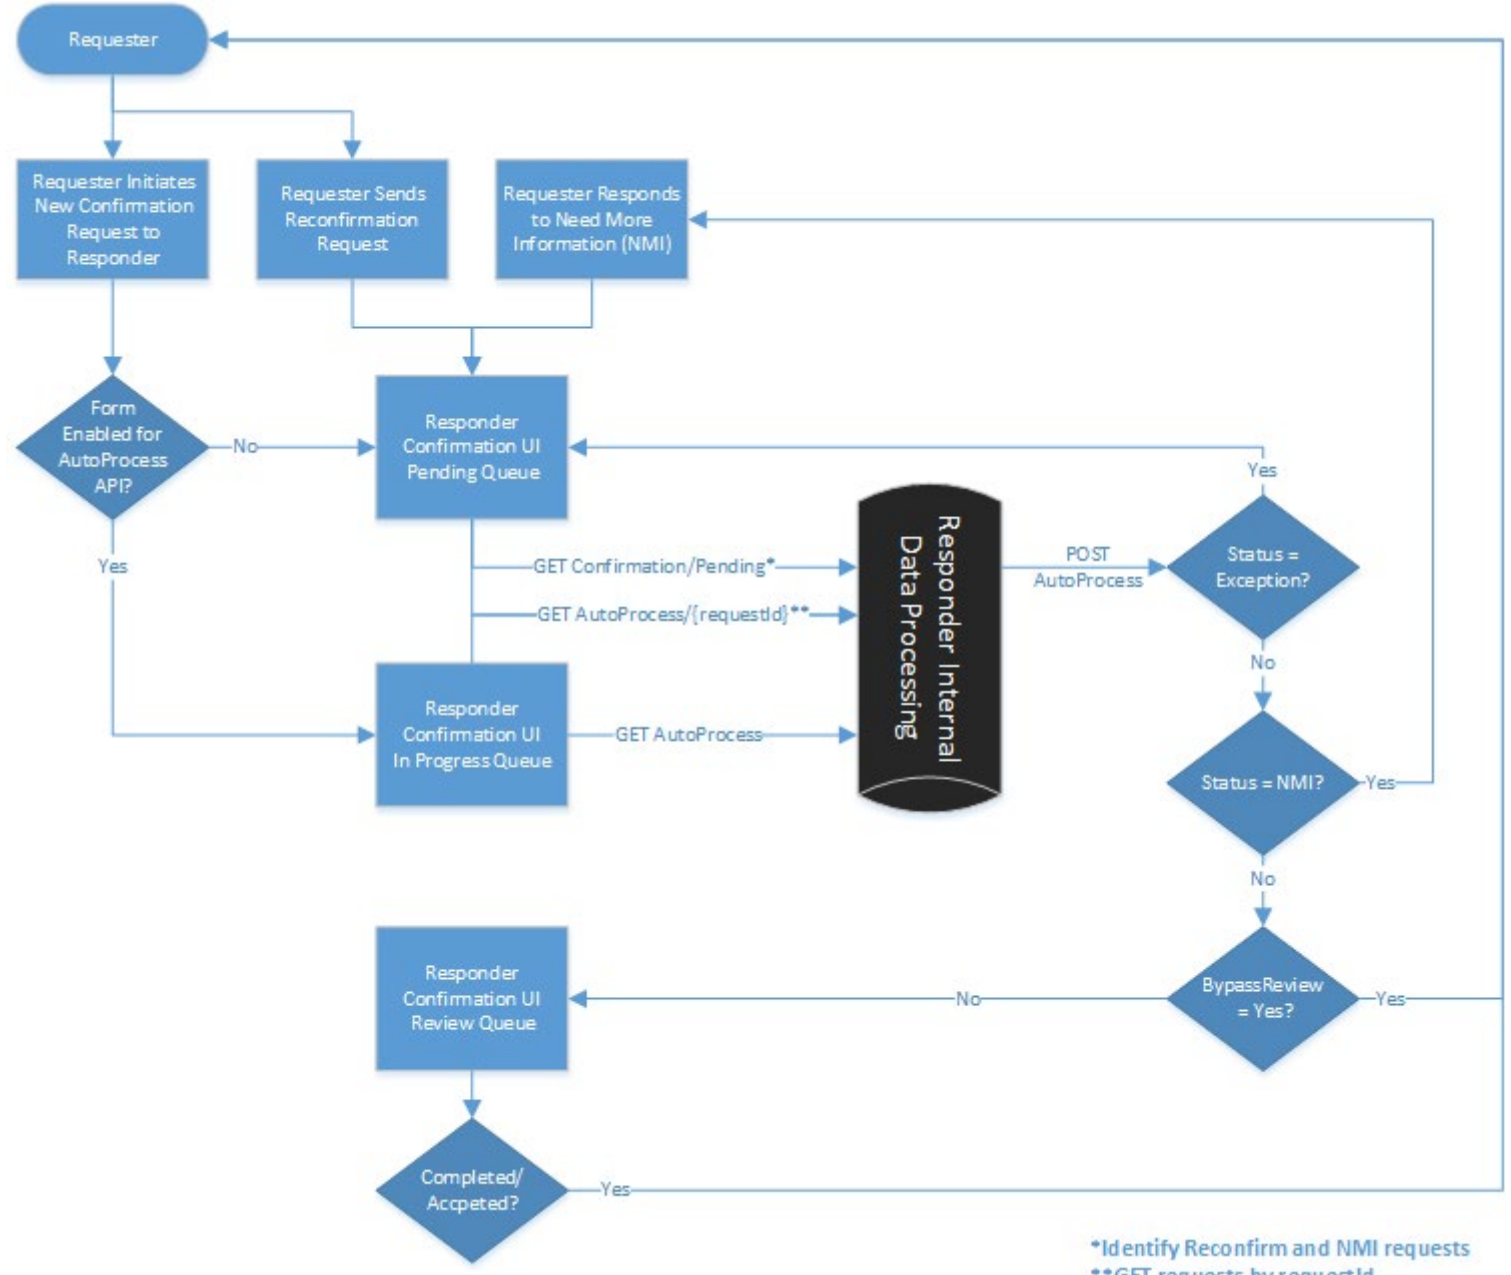 Requester
Requester Initiates
New Confirmation
Request to
Responder
Requester Sends
Reconfirmation
Request
Requester Responds
to Need More
Information (NMI)
Form
Enabled for
AutoProcess
API?
No
Yes
Responder
Confirmation UI
Pending Queue
GET Confirmation/Pending*
GET AutoProcess/{requestId}**
Responder
Confirmation UI
In Progress Queue
GET AutoProcess
Responder Internal
Data Processing
POST
AutoProcess
Yes
Status =
Exception?
No
Status = NMI?
Yes
No
BypassReview
= Yes?
Yes
No
Responder
Confirmation UI
Review Queue
Completed/
Accpeted?
Yes
*Identify Reconfirm and NMI requests
**GET requests by requestId